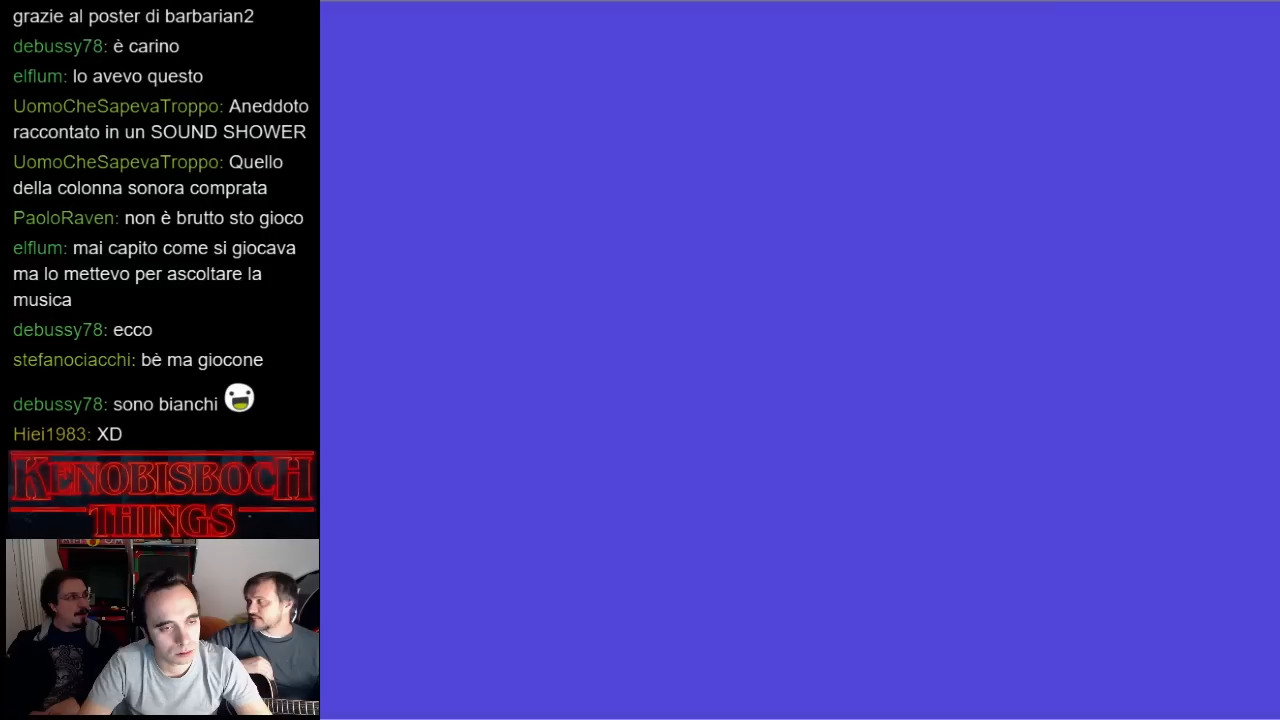 grazie al poster di barbarian2
debussy78: è carino
elflum: lo avevo questo
UomoCheSapevaTroppo: Aneddoto
raccontato in un SOUND SHOWER
UomoCheSapevaTroppo: Quello
della colonna sonora comprata
PaoloRaven: non è brutto sto gioco
elflum: mai capito come si giocava
ma lo mettevo per ascoltare la
musica
debussy78: ecco
stefanociacchi: bè ma giocone
debussy78: sono bianchi
Hiei1983: XD
KENOBISBOCH
THINGS